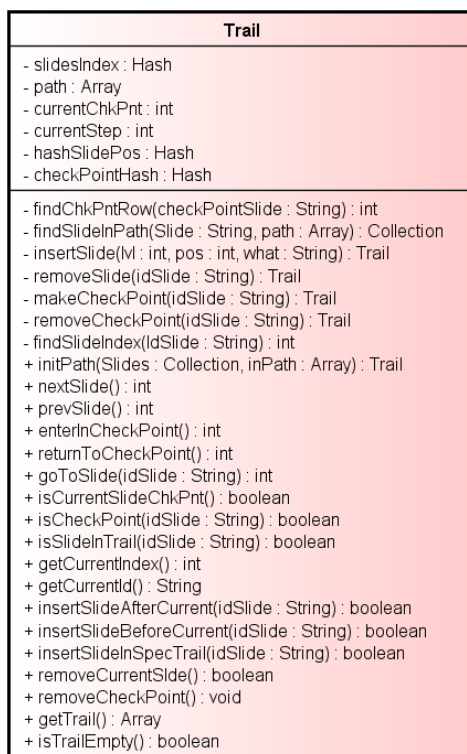 Trail
- slidesIndex : Hash
- path : Array
- currentChkPnt : int
- currentStep : int
- hashSlidePos : Hash
- checkPointHash : Hash
- findChkPntRow(checkPointSlide : String) : int
- findSlideInPath(Slide : String, path : Array) : Collection
- insertSlide(lvl : int, pos : int, what : String) : Trail
- removeSlide(idSlide : String) : Trail
- makeCheckPoint(idSlide : String) : Trail
- removeCheckPoint(idSlide : String) : Trail
- findSlideIndex(IdSlide : String) : int
+ initPath(Slides : Collection, inPath : Array) : Trail
+ nextSlide() : int
+ prevSlide() : int
+ enterInCheckPoint() : int
+ returnToCheckPoint() : int
+ goToSlide(idSlide : String) : int
+ isCurrentSlideChkPnt() : boolean
+ isCheckPoint(idSlide : String) : boolean
+ isSlideInTrail(idSlide : String) : boolean
+ getCurrentIndex() : int
+ getCurrentId() : String
+ insertSlideAfterCurrent(idSlide : String) : boolean
+ insertSlideBeforeCurrent(idSlide : String) : boolean
+ insertSlideInSpecTrail(idSlide : String) : boolean
+ removeCurrentSlde() : boolean
+ removeCheckPoint() : void
+ getTrail() : Array
+ isTrailEmpty() : boolean